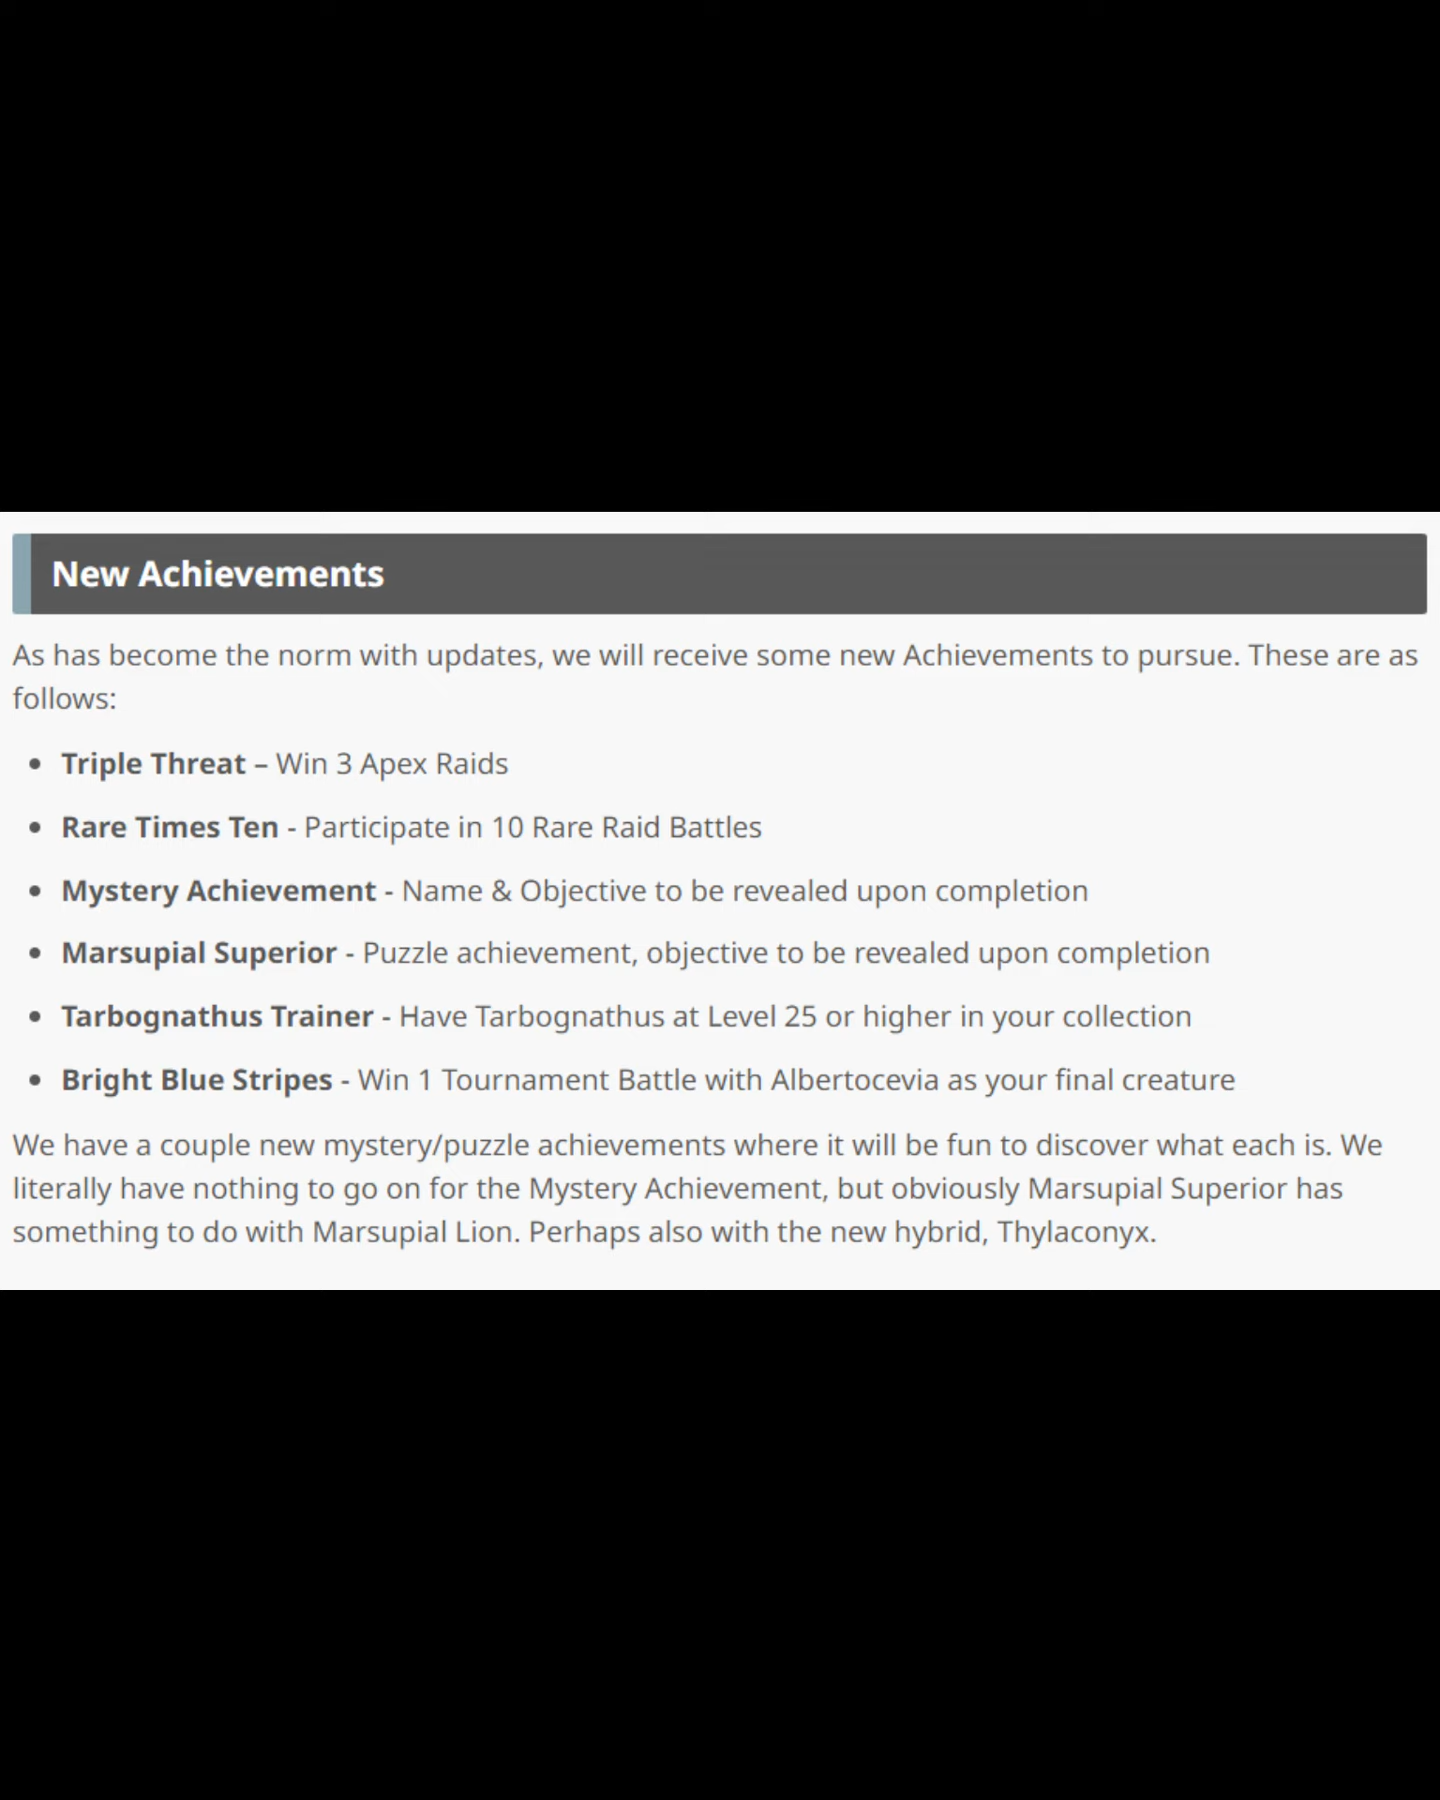 New Achievements
As has become the norm with updates, we will receive some new Achievements to pursue. These are as
follows:
• Triple Threat – Win 3 Apex Raids
• Rare Times Ten - Participate in 10 Rare Raid Battles
• Mystery Achievement - Name & Objective to be revealed upon completion
• Marsupial Superior - Puzzle achievement, objective to be revealed upon completion
• Tarbognathus Trainer - Have Tarbognathus at Level 25 or higher in your collection
• Bright Blue Stripes - Win 1 Tournament Battle with Albertocevia as your final creature
We have a couple new mystery/puzzle achievements where it will be fun to discover what each is. We
literally have nothing to go on for the Mystery Achievement, but obviously Marsupial Superior has
something to do with Marsupial Lion. Perhaps also with the new hybrid, Thylaconyx.